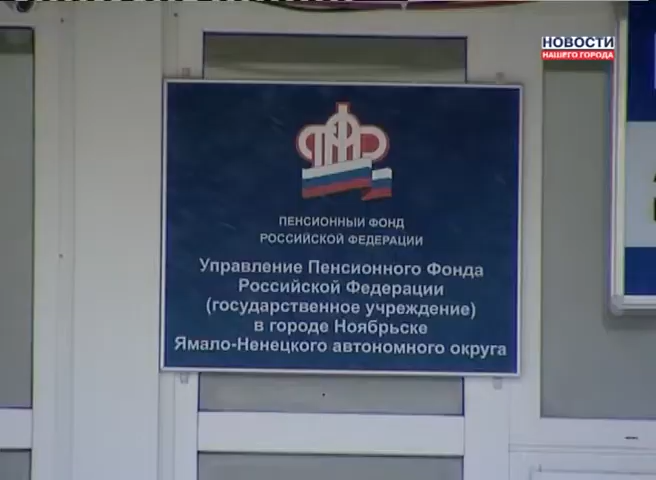 НОВОСТИ
НАШЕГО ГОРОДА
ПЕНСИОННЫЙ ФОНД
РОССИЙСКОЙ ФЕДЕРАЦИИ
Управление Пенсионного Фонда
Российской Федерации
(государственное учреждение)
в городе Ноябрьске
Ямало-Ненецкого автономного округа